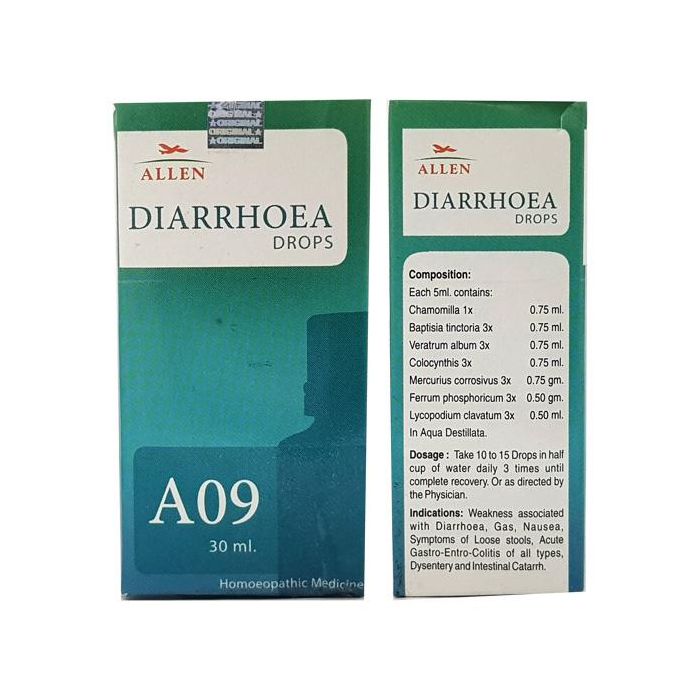 ORIGINAL
★ORIGINAL
ORIGINAL★
★ORIGINAL
ALLEN
DIARRHOEA
DROPS
A09
30 ml.
Homoeopathic Medicine
ALLEN
DIARRHOEA
DROPS
Composition:
Each 5ml. contains:
Chamomilla 1x 0.75 ml.
Baptisia tinctoria 3x 0.75 ml.
Veratrum album 3x 0.75 ml.
Colocynthis 3x 0.75 ml.
Mercurius corrosivus 3x 0.75 gm.
Ferrum phosphoricum 3x 0.50 gm.
Lycopodium clavatum 3x 0.50 ml.
In Aqua Destillata.
Dosage : Take 10 to 15 Drops in half
cup of water daily 3 times until
complete recovery. Or as directed by
the Physician.
Indications: Weakness associated
with Diarrhoea, Gas, Nausea,
Symptoms of Loose stools, Acute
Gastro-Entro-Colitis of all types,
Dysentery and Intestinal Catarrh.